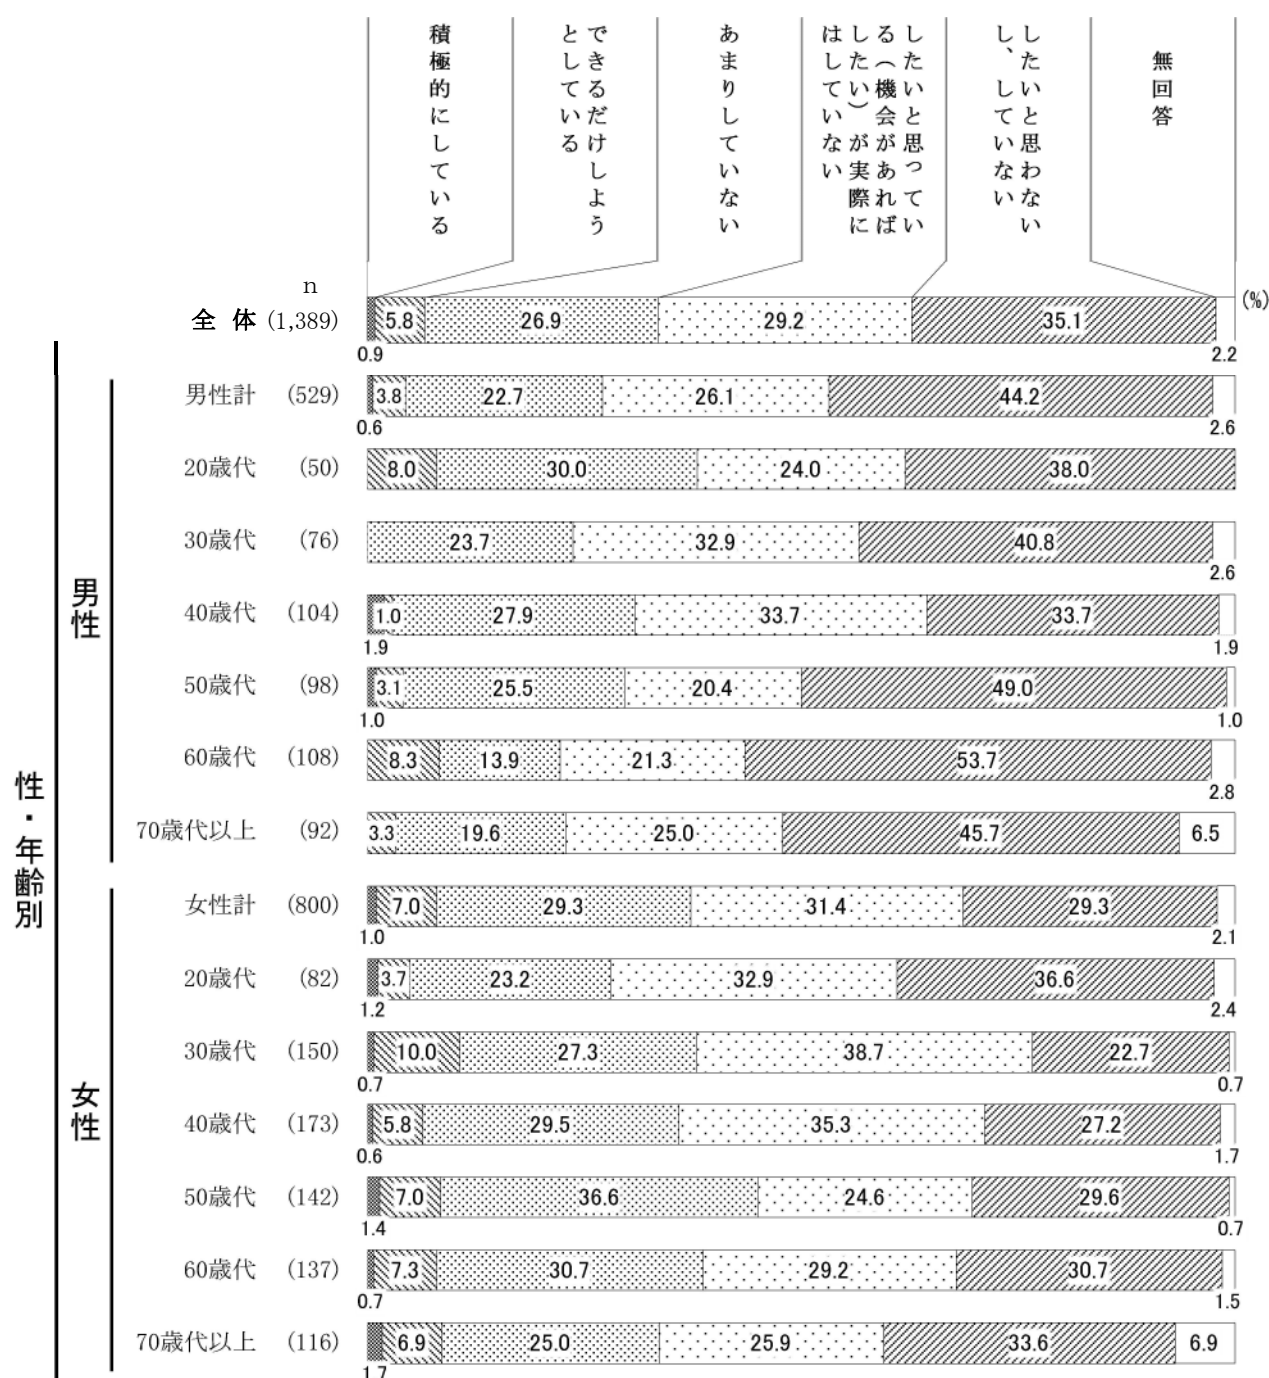 積極的にしている
できるだけしよう
としている
あまりしていない
したいと思ってい
る（機会があれば
したい）が実際に
はしていない
したいと思わない
し、していない
無回答
n
(%)
全 体 (1,389) 5.8 26.9 29.2 35.1
0.9 2.2
性・年齢別
男性
男性計 (529) 3.8 22.7 26.1 44.2
0.6 2.6
20歳代 (50) 8.0 30.0 24.0 38.0
30歳代 (76) 23.7 32.9 40.8
2.6
40歳代 (104) 1.0 27.9 33.7 33.7
1.9 1.9
50歳代 (98) 3.1 25.5 20.4 49.0
1.0 1.0
60歳代 (108) 8.3 13.9 21.3 53.7
2.8
70歳代以上 (92) 3.3 19.6 25.0 45.7 6.5
女性
女性計 (800) 7.0 29.3 31.4 29.3
1.0 2.1
20歳代 (82) 3.7 23.2 32.9 36.6
1.2 2.4
30歳代 (150) 10.0 27.3 38.7 22.7
0.7 0.7
40歳代 (173) 5.8 29.5 35.3 27.2
0.6 1.7
50歳代 (142) 7.0 36.6 24.6 29.6
1.4 0.7
60歳代 (137) 7.3 30.7 29.2 30.7
0.7 1.5
70歳代以上 (116) 6.9 25.0 25.9 33.6 6.9
1.7